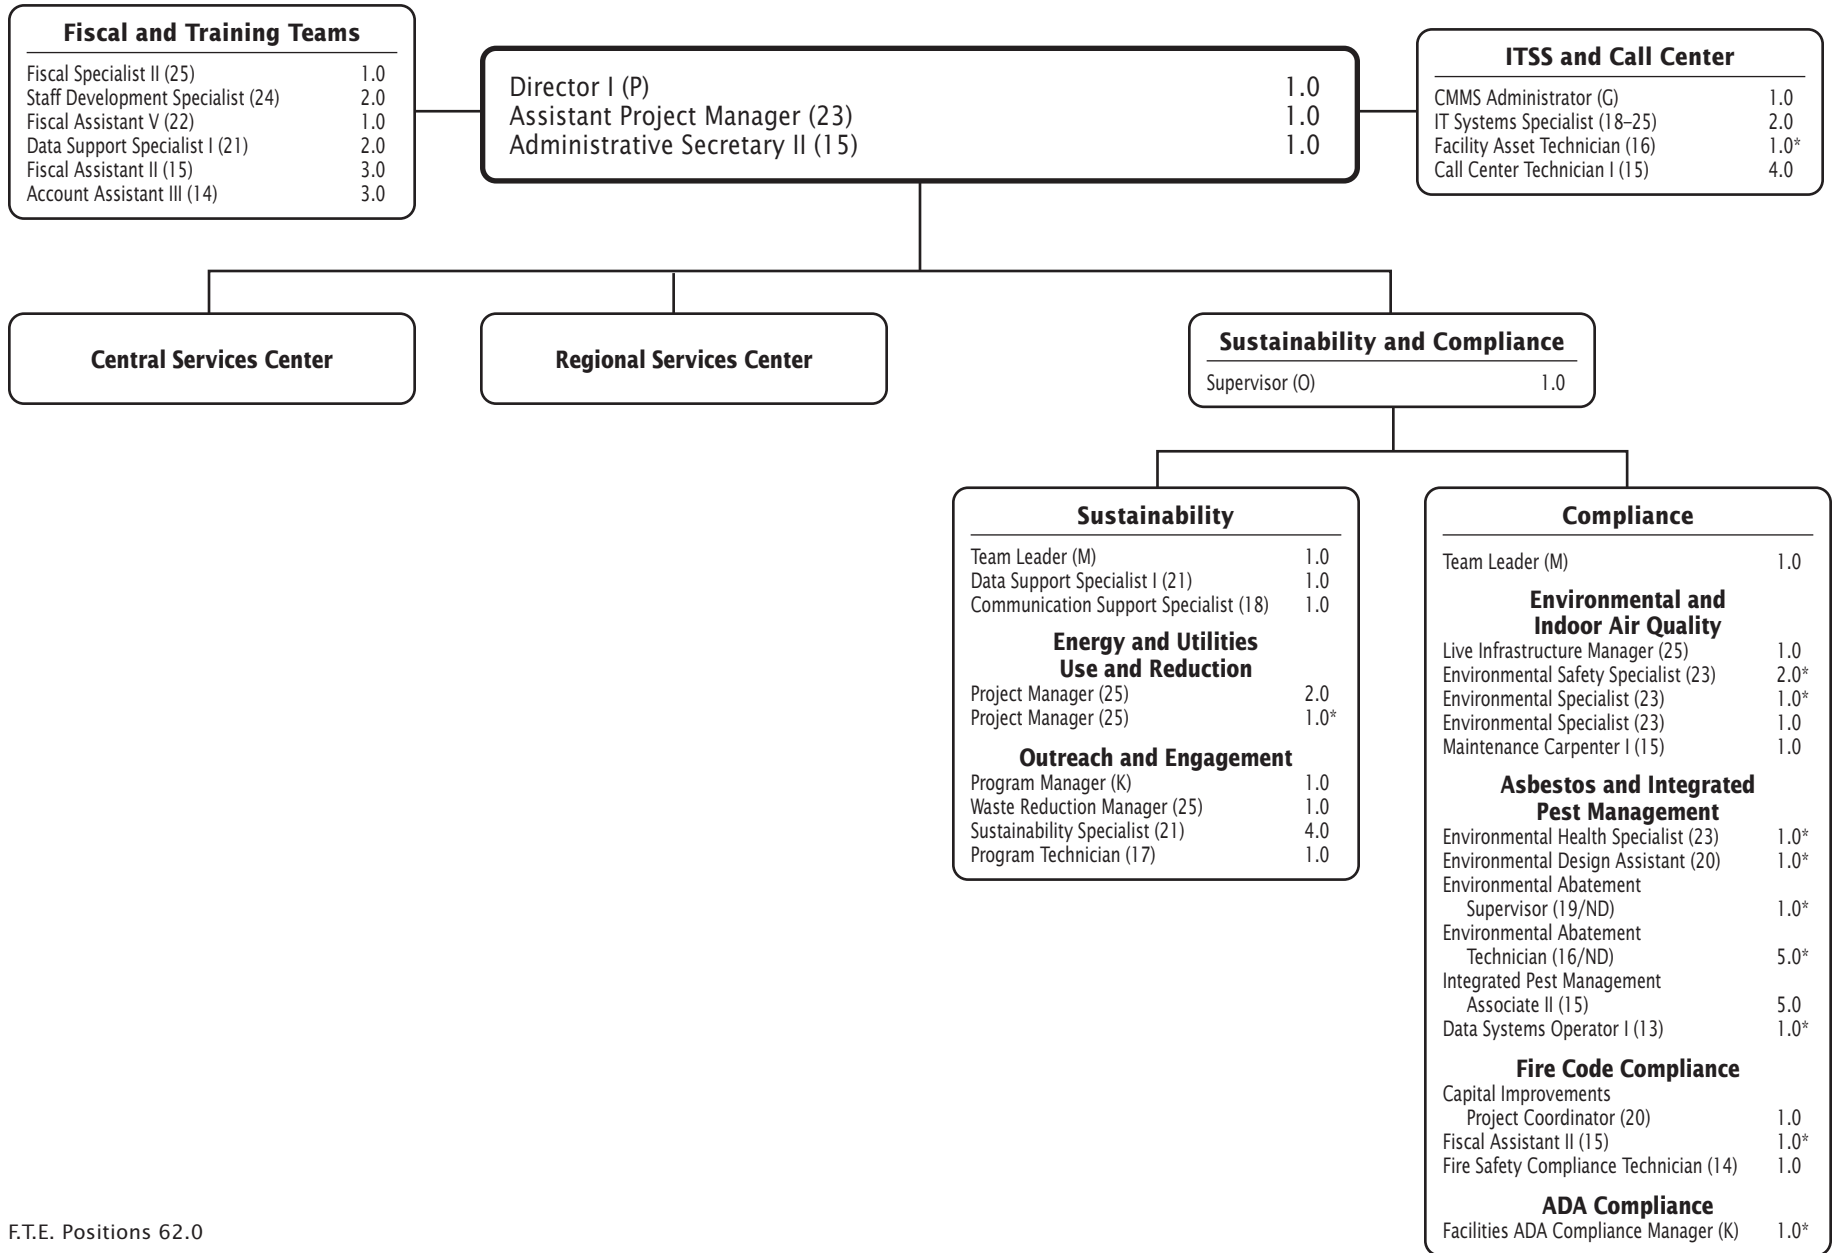 Fiscal and Training Teams
Fiscal Specialist II (25) 1.0
Staff Development Specialist (24) 2.0
Fiscal Assistant V (22) 1.0
Data Support Specialist I (21) 2.0
Fiscal Assistant II (15) 3.0
Account Assistant III (14) 3.0
Director I (P) 1.0
Assistant Project Manager (23) 1.0
Administrative Secretary II (15) 1.0
ITSS and Call Center
CMMS Administrator (G) 1.0
IT Systems Specialist (18–25) 2.0
Facility Asset Technician (16) 1.0*
Call Center Technician I (15) 4.0
Central Services Center
Regional Services Center
Sustainability and Compliance
Supervisor (O) 1.0
Sustainability
Team Leader (M) 1.0
Data Support Specialist I (21) 1.0
Communication Support Specialist (18) 1.0
Energy and Utilities
Use and Reduction
Project Manager (25) 2.0
Project Manager (25) 1.0*
Outreach and Engagement
Program Manager (K) 1.0
Waste Reduction Manager (25) 1.0
Sustainability Specialist (21) 4.0
Program Technician (17) 1.0
Compliance
Team Leader (M) 1.0
Environmental and
Indoor Air Quality
Live Infrastructure Manager (25) 1.0
Environmental Safety Specialist (23) 2.0*
Environmental Specialist (23) 1.0*
Environmental Specialist (23) 1.0
Maintenance Carpenter I (15) 1.0
Asbestos and Integrated
Pest Management
Environmental Health Specialist (23) 1.0*
Environmental Design Assistant (20) 1.0*
Environmental Abatement
Supervisor (19/ND) 1.0*
Environmental Abatement
Technician (16/ND) 5.0*
Integrated Pest Management
Associate II (15) 5.0
Data Systems Operator I (13) 1.0*
Fire Code Compliance
Capital Improvements
Project Coordinator (20) 1.0
Fiscal Assistant II (15) 1.0*
Fire Safety Compliance Technician (14) 1.0
ADA Compliance
Facilities ADA Compliance Manager (K) 1.0*
F.T.E. Positions 62.0